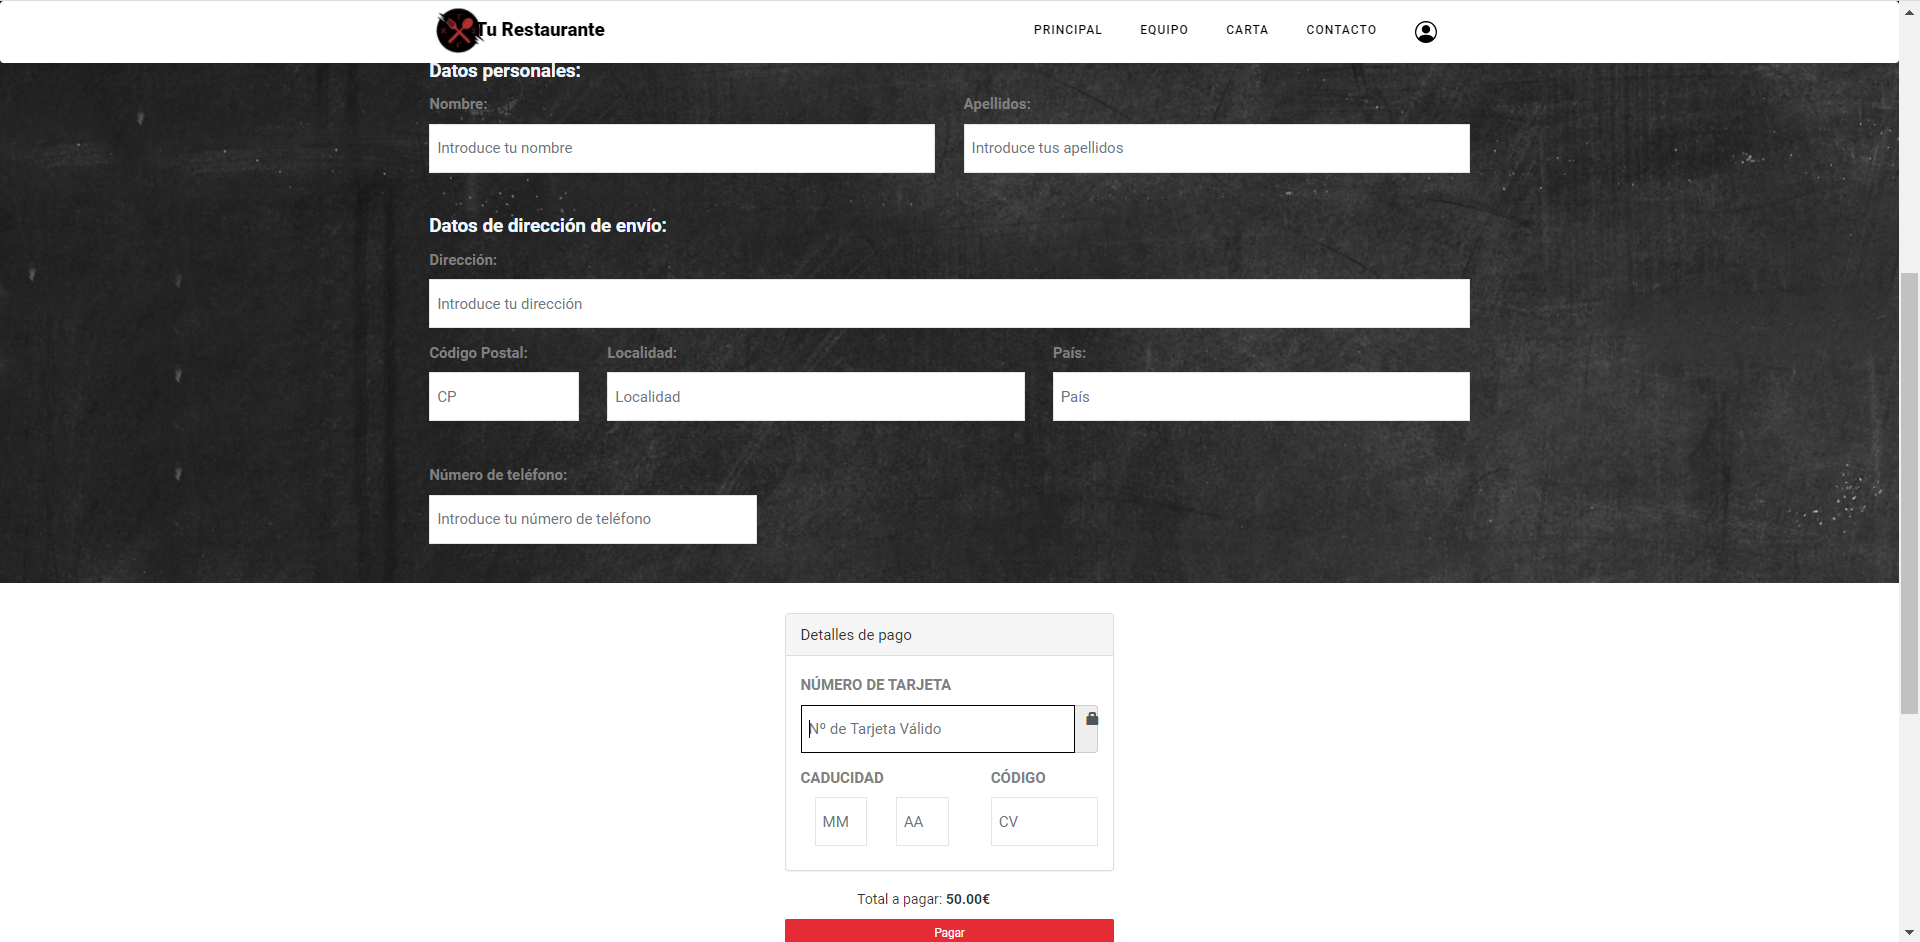 Tu Restaurante
PRINCIPAL EQUIPO CARTA CONTACTO
Datos personales:
Nombre: Apellidos:
Introduce tu nombre Introduce tus apellidos
Datos de dirección de envío:
Dirección:
Introduce tu dirección
Código Postal: Localidad: País:
CP Localidad País
Número de teléfono:
Introduce tu número de teléfono
Detalles de pago
NÚMERO DE TARJETA
Nº de Tarjeta Válido
CADUCIDAD CÓDIGO
MM AA CV
Total a pagar: 50.00€
Pagar